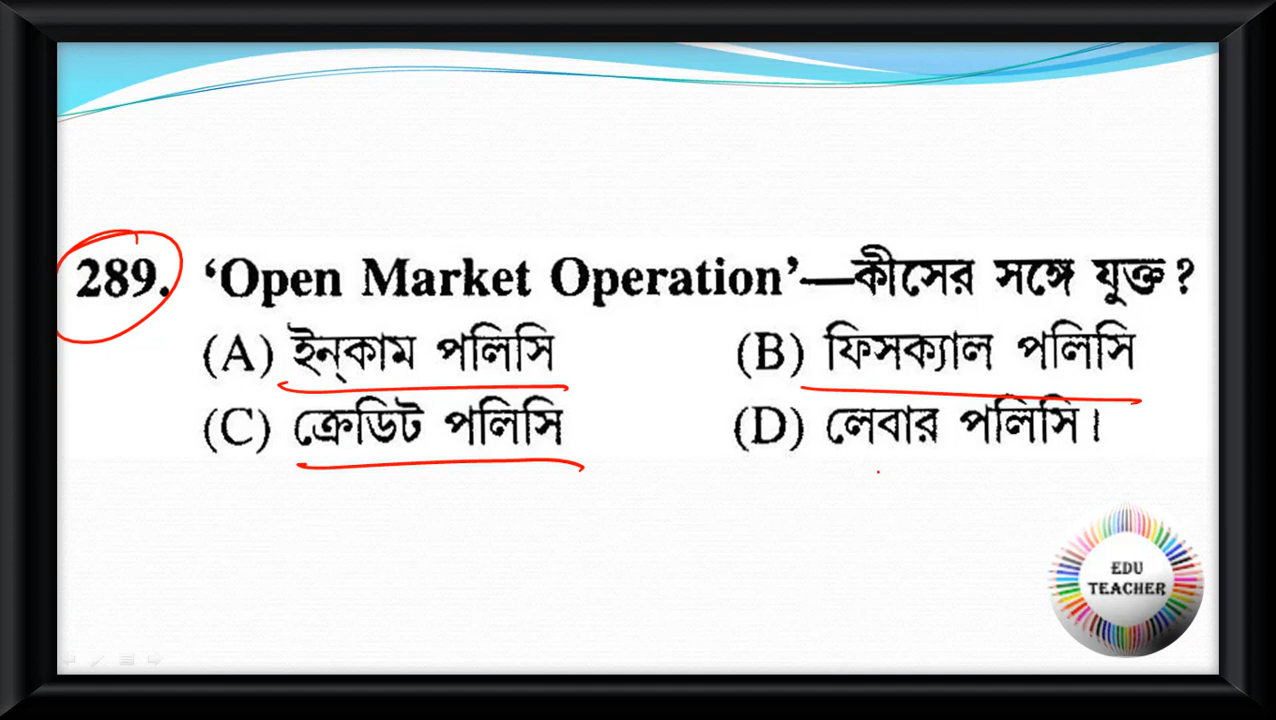 289. ‘Open Market Operation’—কীসের সঙ্গে যুক্ত?
(A) ইন্‌কাম পলিসি (B) ফিসক্যাল পলিসি
(C) ক্রেডিট পলিসি (D) লেবার পলিসি।
EDU
TEACHER